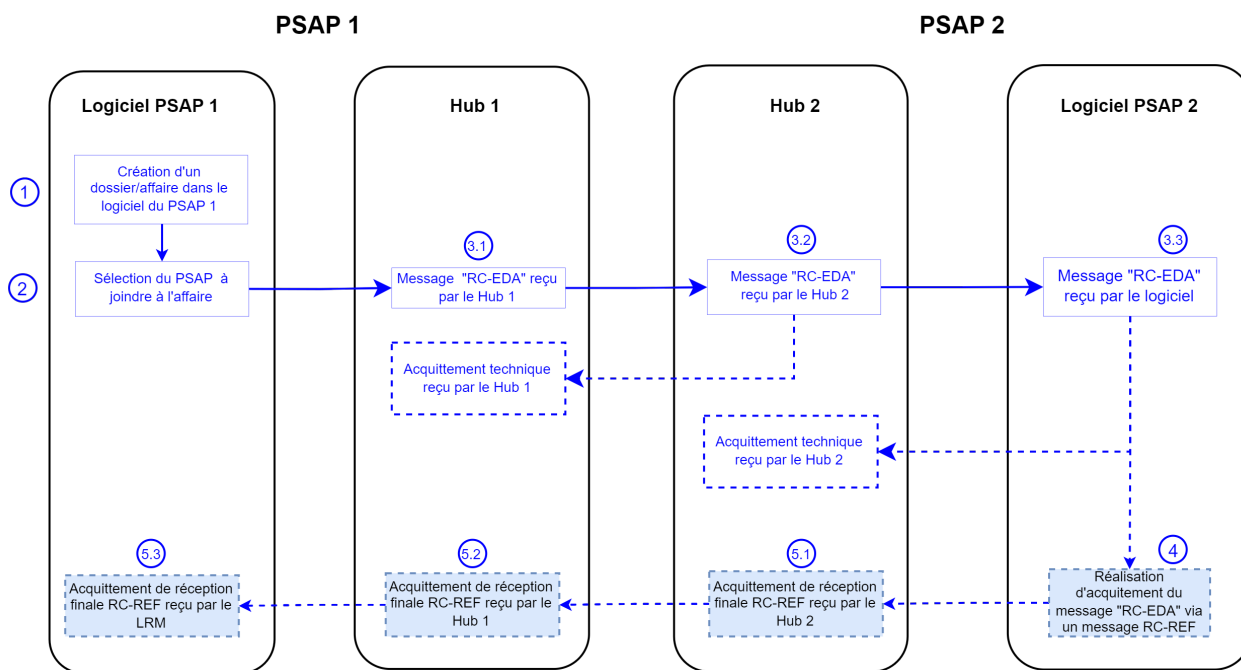 PSAP 1
PSAP 2
Logiciel PSAP 1
Hub 1
Hub 2
Logiciel PSAP 2
1
Création d'un
dossier/affaire dans le
logiciel du PSAP 1
2
Sélection du PSAP à
joindre à l'affaire
3.1
Message "RC-EDA" reçu
par le Hub 1
3.2
Message "RC-EDA"
reçu par le Hub 2
3.3
Message "RC-EDA"
reçu par le logiciel
Acquittement technique
reçu par le Hub 1
Acquittement technique
reçu par le Hub 2
5.3
Acquittement de réception
finale RC-REF reçu par le
LRM
5.2
Acquittement de réception
finale RC-REF reçu par le
Hub 1
5.1
Acquittement de réception
finale RC-REF reçu par le
Hub 2
4
Réalisation
d'acquitement du
message "RC-EDA" via
un message RC-REF